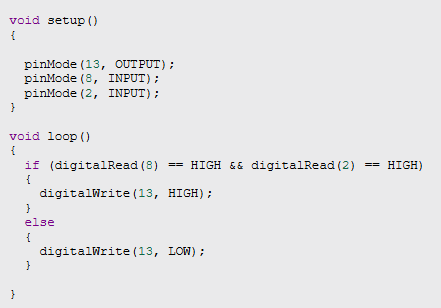 void setup()
{
pinMode(13, OUTPUT);
pinMode(8, INPUT);
pinMode(2, INPUT);
}
void loop()
{
if (digitalRead(8) == HIGH && digitalRead(2) == HIGH)
{
digitalWrite(13, HIGH);
}
else
{
digitalWrite(13, LOW);
}
}